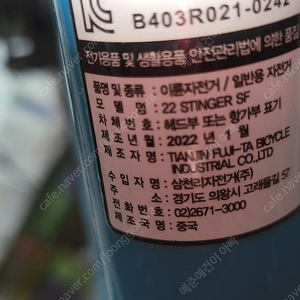 B403R021-0242
전기용품 및 생활용품 안전관리법에 의한 품질
품명 및 종류 : 이륜자전거 / 일반용 자전거
모 델 명 : 22 STINGER SF
차 체 번 호 : 헤드부 또는 항가부 표기
제 조 년 월 : 2022 년 1 월
제 조 자 명 : TIANJIN FUJI-TA BICYCLE
INDUSTRIAL CO.,LTD
수 입 자 명 : 삼천리자전거(주)
주 소 : 경기도 의왕시 고래들길 57
전 화 번 호 : 02)2671-3000
제 조 국 명 : 중국